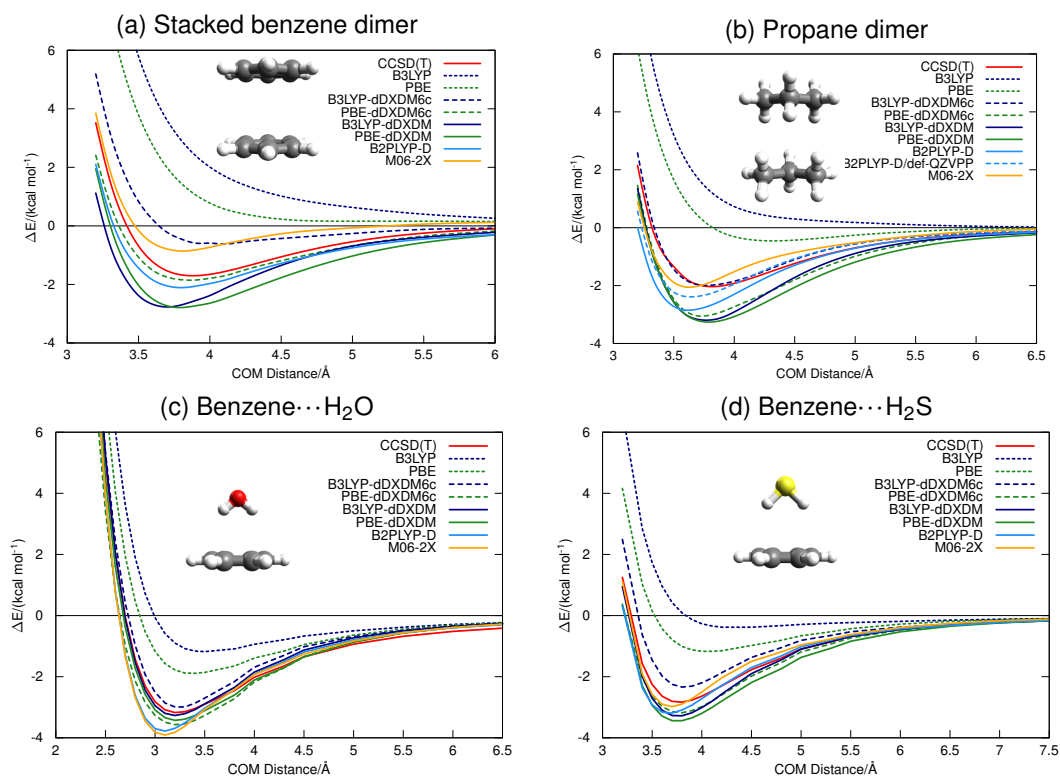 (a) Stacked benzene dimer
6
4
2
0
-2
-4
ΔE/(kcal mol⁻¹)
3 3.5 4 4.5 5 5.5 6
COM Distance/Å
CCSD(T)
B3LYP
PBE
B3LYP-dDXDM6c
PBE-dDXDM6c
B3LYP-dDXDM
PBE-dDXDM
B2PLYP-D
M06-2X
(b) Propane dimer
6
4
2
0
-2
-4
ΔE/(kcal mol⁻¹)
3 3.5 4 4.5 5 5.5 6 6.5
COM Distance/Å
CCSD(T)
B3LYP
PBE
B3LYP-dDXDM6c
PBE-dDXDM6c
B3LYP-dDXDM
PBE-dDXDM
B2PLYP-D
B2PLYP-D/def-QZVPP
M06-2X
(c) Benzene···H₂O
6
4
2
0
-2
-4
ΔE/(kcal mol⁻¹)
2 2.5 3 3.5 4 4.5 5 5.5 6 6.5
COM Distance/Å
CCSD(T)
B3LYP
PBE
B3LYP-dDXDM6c
PBE-dDXDM6c
B3LYP-dDXDM
PBE-dDXDM
B2PLYP-D
M06-2X
(d) Benzene···H₂S
6
4
2
0
-2
-4
ΔE/(kcal mol⁻¹)
3 3.5 4 4.5 5 5.5 6 6.5 7 7.5
COM Distance/Å
CCSD(T)
B3LYP
PBE
B3LYP-dDXDM6c
PBE-dDXDM6c
B3LYP-dDXDM
PBE-dDXDM
B2PLYP-D
M06-2X